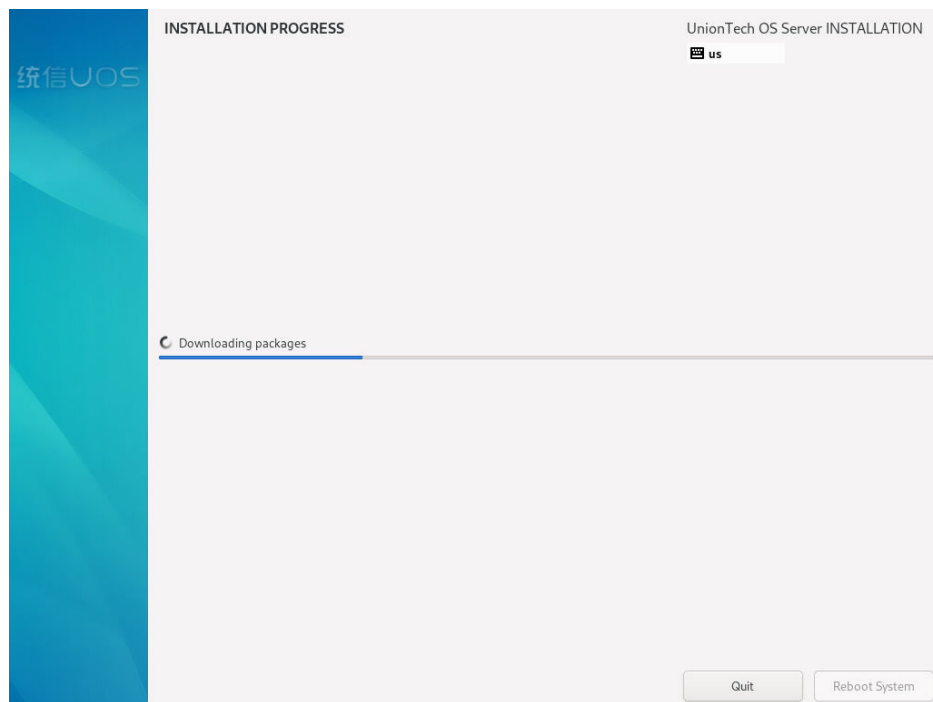 统信UOS
INSTALLATION PROGRESS
UnionTech OS Server INSTALLATION
us
Downloading packages
Quit
Reboot System